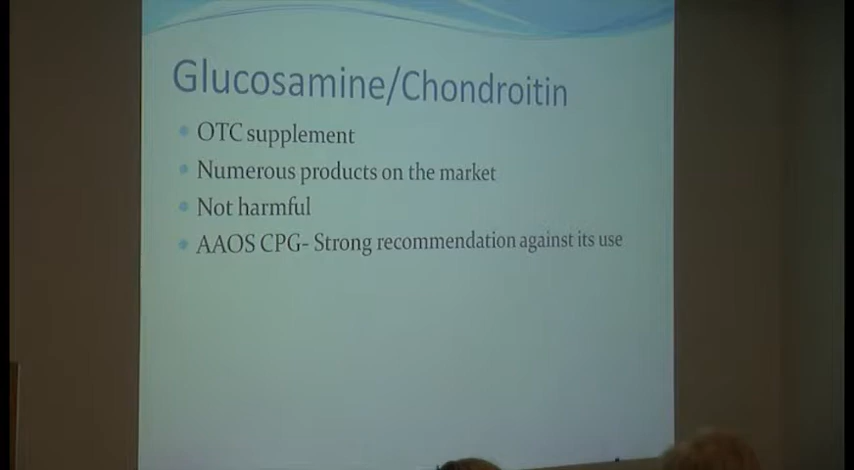 Glucosamine/Chondroitin
OTC supplement
Numerous products on the market
Not harmful
AAOS CPG- Strong recommendation against its use